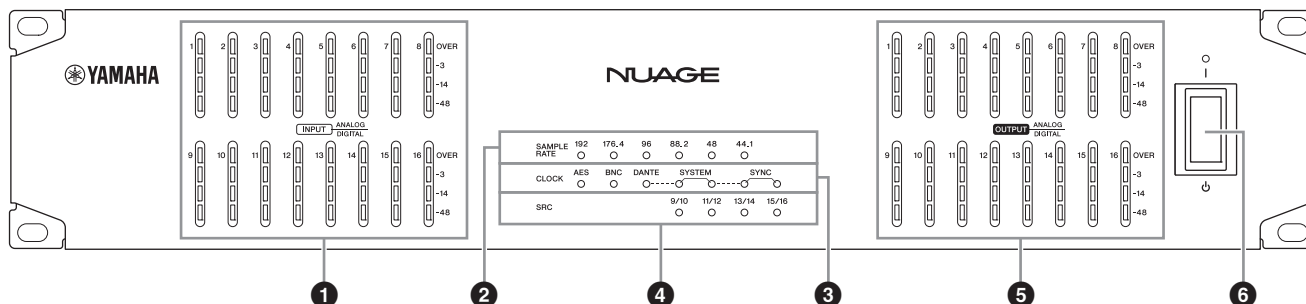 1 2 3 4 5 6 7 8 OVER
-3
-14
-48
YAMAHA
INPUT ANALOG
DIGITAL
9 10 11 12 13 14 15 16 OVER
-3
-14
-48
NUAGE
SAMPLE RATE 192 176.4 96 88.2 48 44.1
CLOCK AES BNC DANTE SYSTEM SYNC
SRC 9/10 11/12 13/14 15/16
1 2 3 4 5 6 7 8 OVER
-3
-14
-48
OUTPUT ANALOG
DIGITAL
9 10 11 12 13 14 15 16 OVER
-3
-14
-48
1 2 4 3 5 6